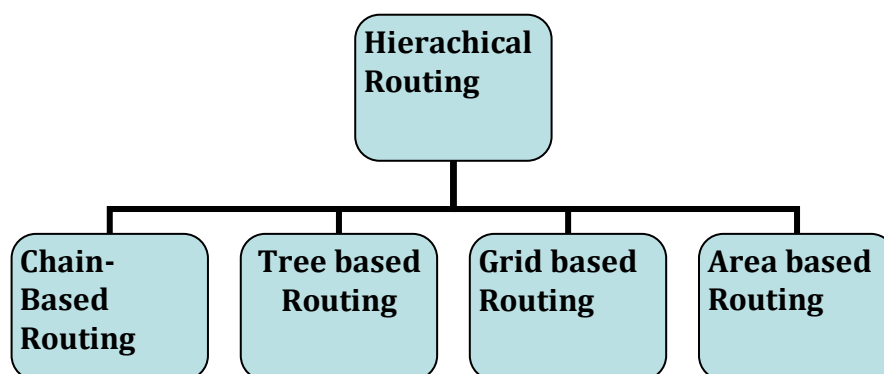 Hierachical
Routing
Chain-
Based
Routing
Tree based
Routing
Grid based
Routing
Area based
Routing